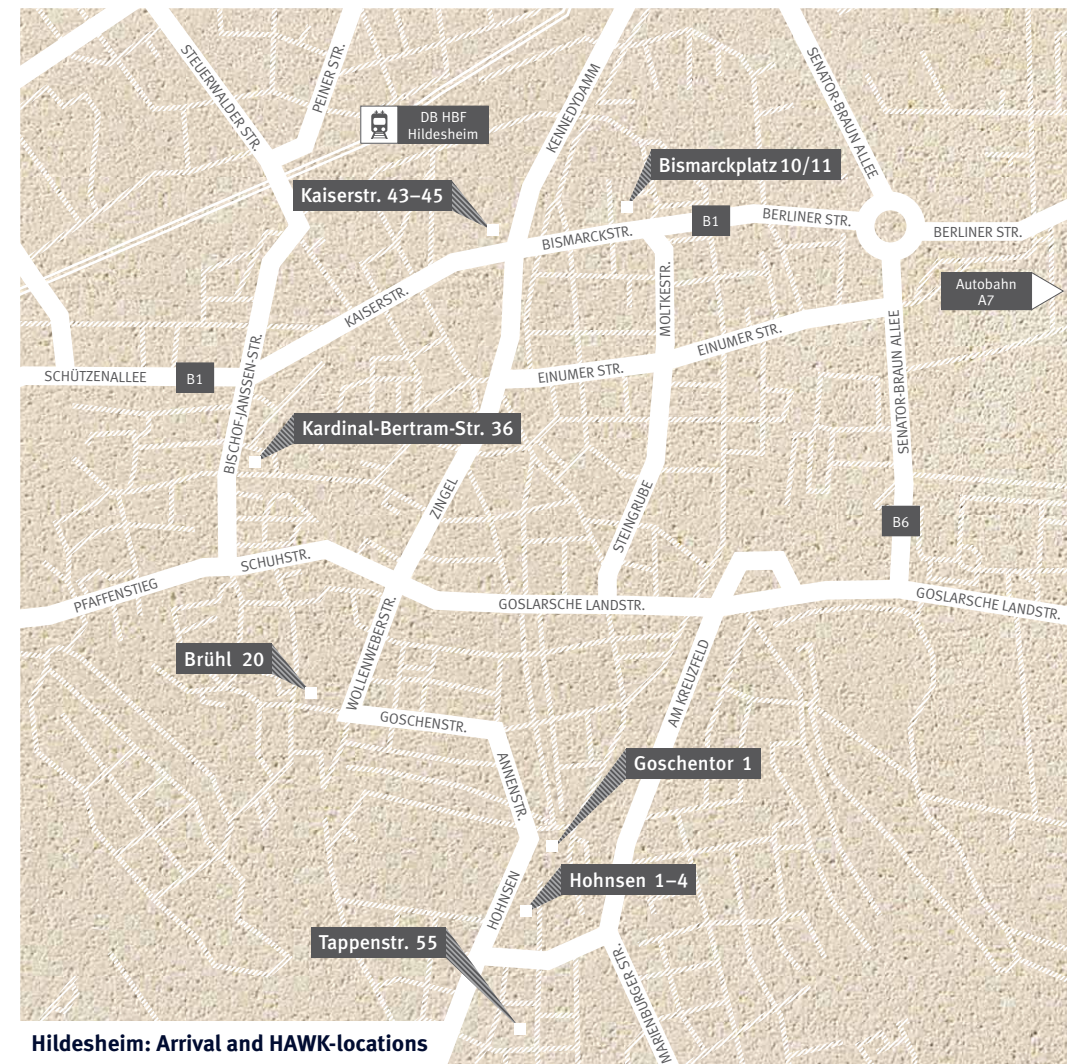 STEUERWALDER STR.
PEINER STR.
DB HBF
Hildesheim
KENNEDYDAMM
SENATOR-BRAUN ALLEE
Bismarckplatz 10/11
Kaiserstr. 43–45
BISMARCKSTR.
B1
BERLINER STR.
BERLINER STR.
Autobahn
A7
KAISERSTR.
MOLTKESTR.
EINUMER STR.
EINUMER STR.
SCHÜTZENALLEE
B1
BISCHOF-JANSSEN-STR.
SENATOR-BRAUN ALLEE
Kardinal-Bertram-Str. 36
ZINGEL
STEINGRUBE
B6
PFAFFENSTIEG
SCHUHSTR.
GOSLARSCHE LANDSTR.
GOSLARSCHE LANDSTR.
WOLLENWEBERSTR.
Brühl 20
AM KREUZFELD
GOSCHENSTR.
ANNENSTR.
Goschentor 1
Hohnsen 1–4
HOHNSEN
Tappenstr. 55
MARIENBURGER STR.
Hildesheim: Arrival and HAWK-locations